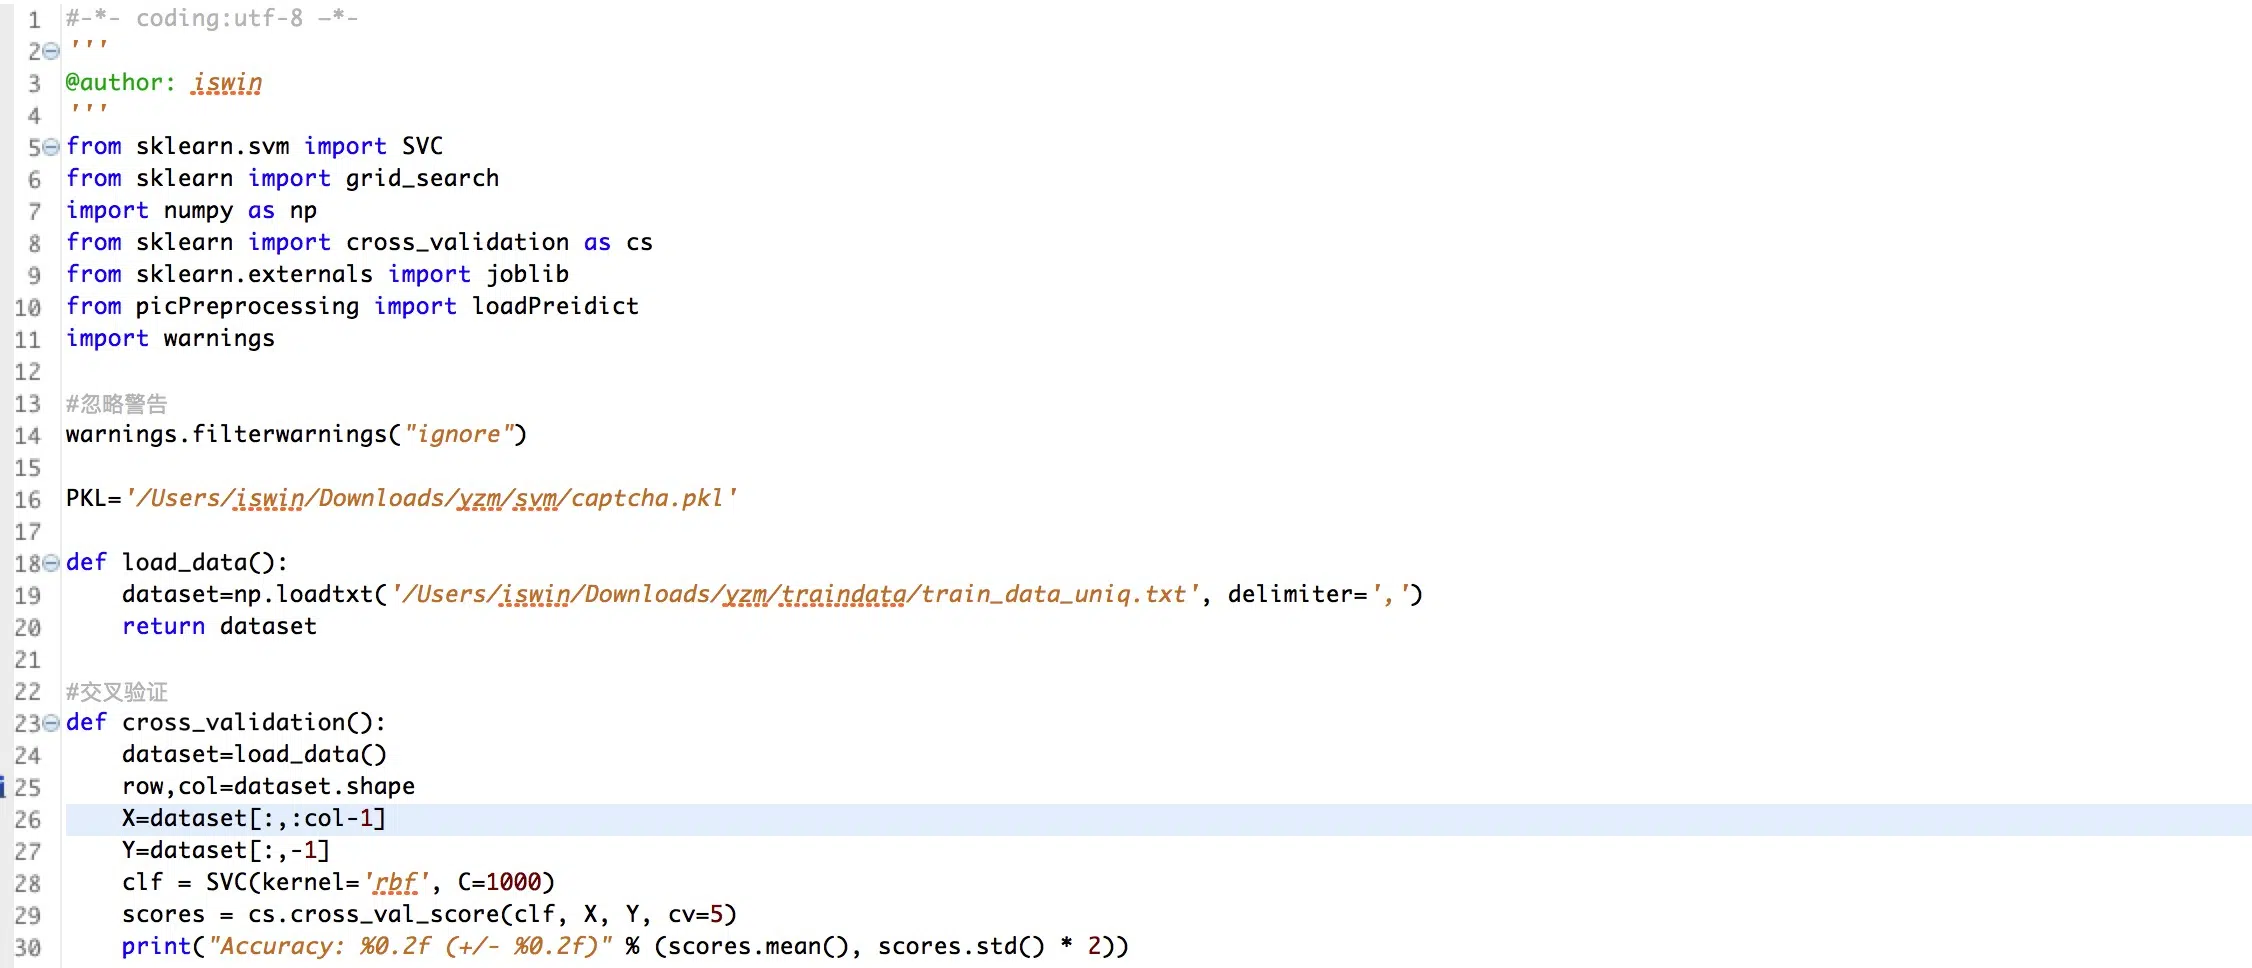 1 #-*- coding:utf-8 -*-
2 '''
3 @author: iswin
4 '''
5 from sklearn.svm import SVC
6 from sklearn import grid_search
7 import numpy as np
8 from sklearn import cross_validation as cs
9 from sklearn.externals import joblib
10 from picPreprocessing import loadPreidict
11 import warnings
12
13 #忽略警告
14 warnings.filterwarnings("ignore")
15
16 PKL='/Users/iswin/Downloads/yzm/svm/captcha.pkl'
17
18 def load_data():
19     dataset=np.loadtxt('/Users/iswin/Downloads/yzm/traindata/train_data_uniq.txt', delimiter=',')
20     return dataset
21
22 #交叉验证
23 def cross_validation():
24     dataset=load_data()
25     row,col=dataset.shape
26     X=dataset[:,:col-1]
27     Y=dataset[:,-1]
28     clf = SVC(kernel='rbf', C=1000)
29     scores = cs.cross_val_score(clf, X, Y, cv=5)
30     print("Accuracy: %0.2f (+/- %0.2f)" % (scores.mean(), scores.std() * 2))